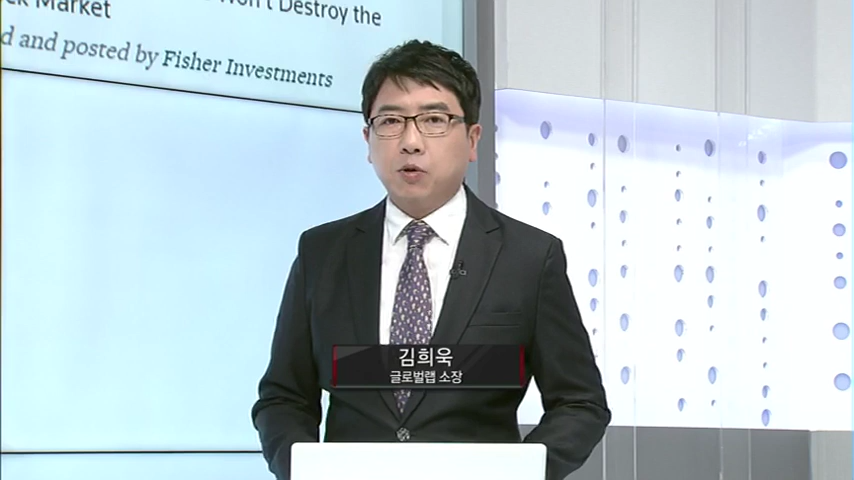 Won't Destroy the
Market
and posted by Fisher Investments
김희욱
글로벌랩 소장